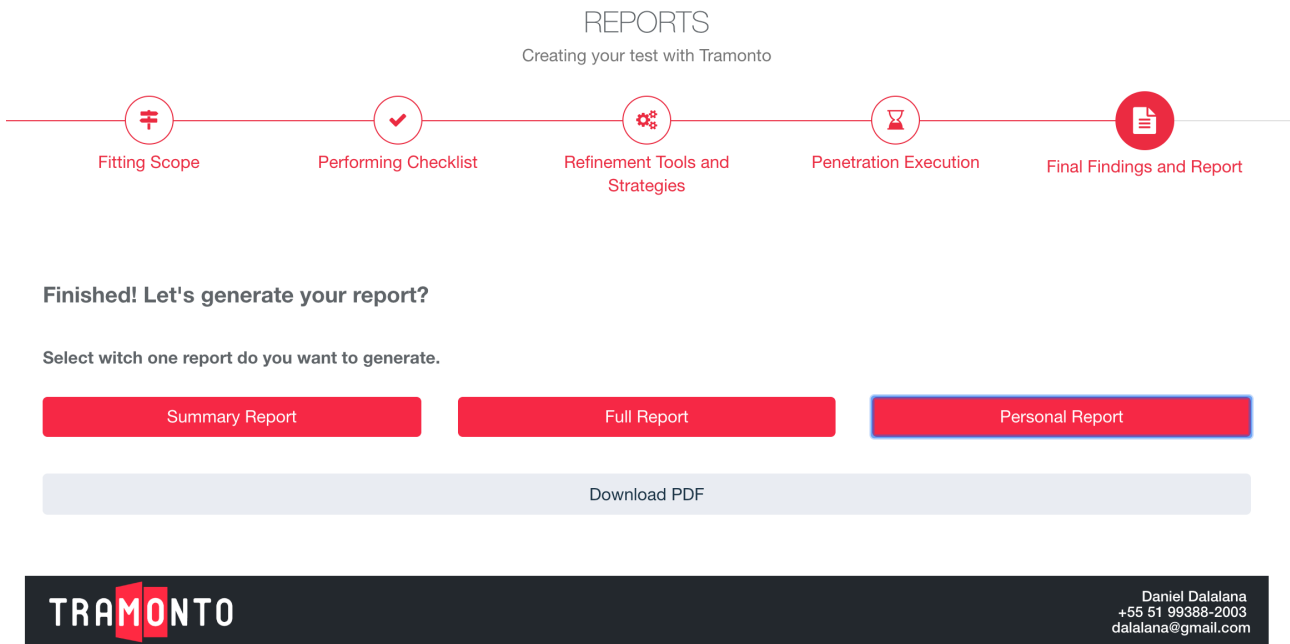 REPORTS
Creating your test with Tramonto
Fitting Scope
Performing Checklist
Refinement Tools and
Strategies
Penetration Execution
Final Findings and Report
Finished! Let's generate your report?
Select witch one report do you want to generate.
Summary Report
Full Report
Personal Report
Download PDF
TRAMONTO
Daniel Dalalana
+55 51 99388-2003
dalalana@gmail.com